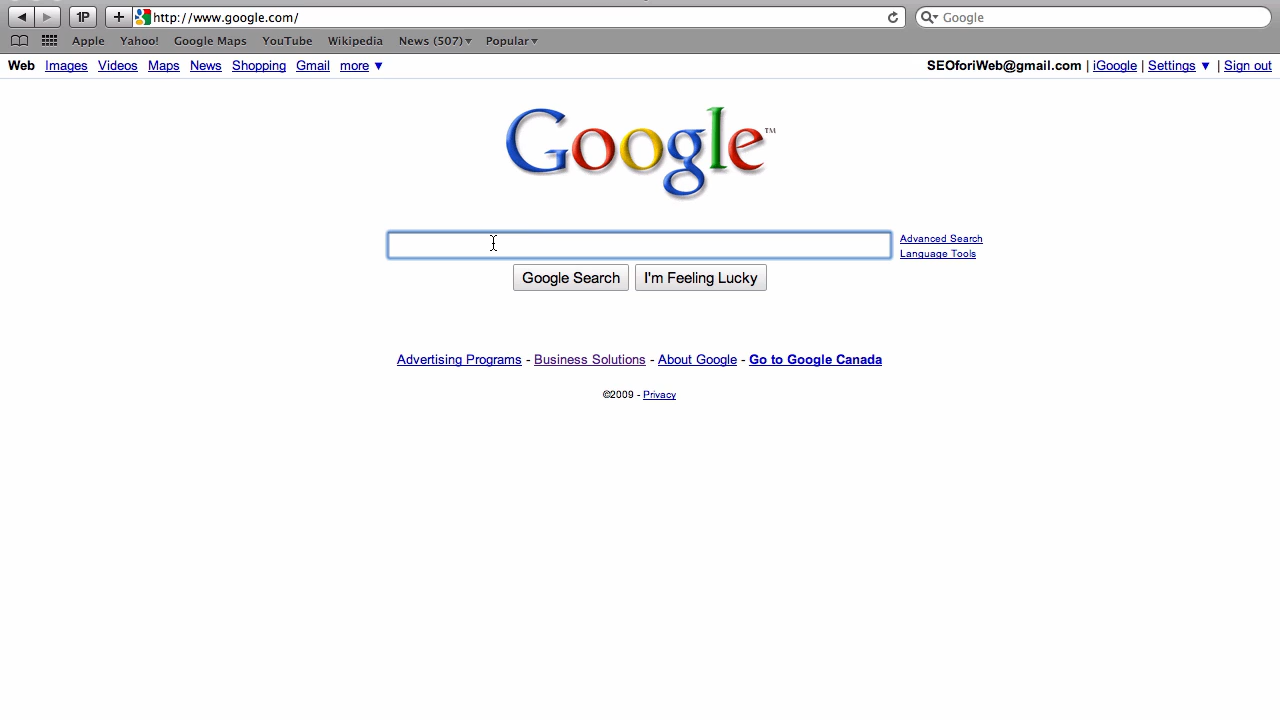 1P http://www.google.com/ Google
Apple Yahoo! Google Maps YouTube Wikipedia News (507) Popular
Web Images Videos Maps News Shopping Gmail more ▼ SEOforiWeb@gmail.com | iGoogle | Settings ▼ | Sign out
Google™
Advanced Search
Language Tools
Google Search I'm Feeling Lucky
Advertising Programs - Business Solutions - About Google - Go to Google Canada
©2009 - Privacy